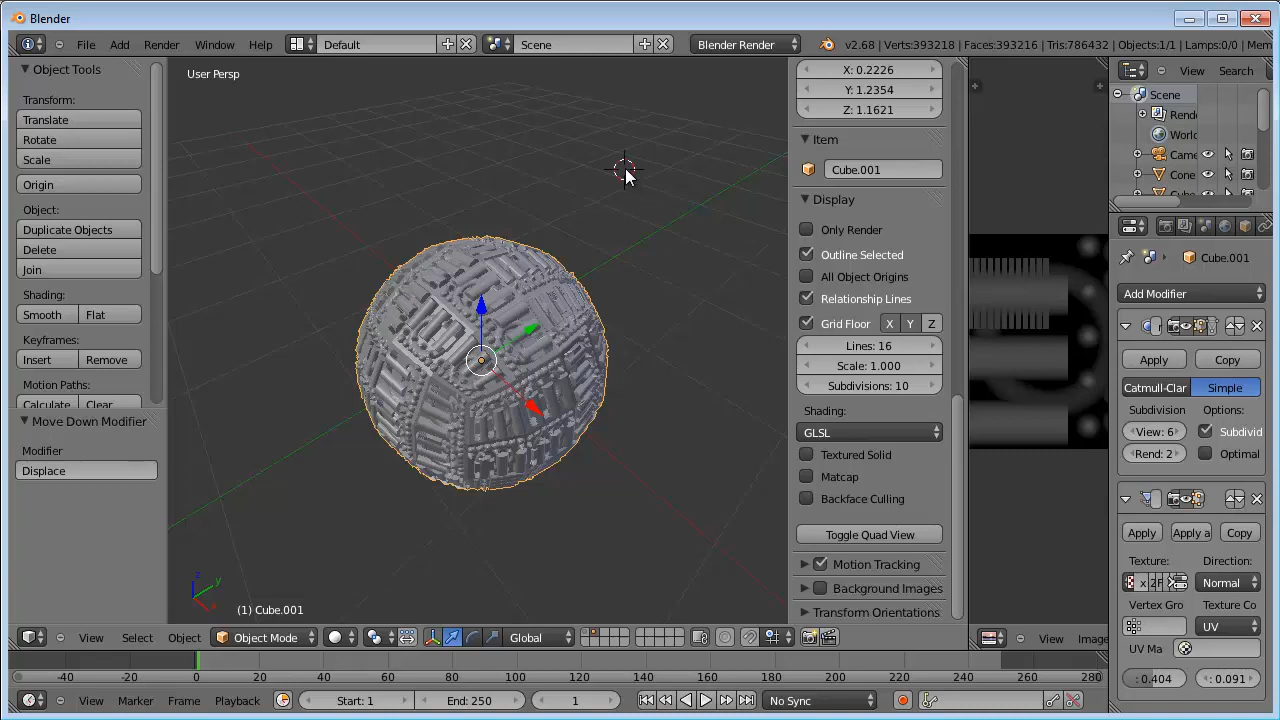 Blender
File Add Render Window Help Default Scene Blender Render v2.68 | Verts:393218 | Faces:393216 | Tris:786432 | Objects:1/1 | Lamps:0/0 | Mem
Object Tools
Transform:
Translate
Rotate
Scale
Origin
Object:
Duplicate Objects
Delete
Join
Shading:
Smooth Flat
Keyframes:
Insert Remove
Motion Paths:
Calculate Clear
Move Down Modifier
Modifier
Displace
User Persp
z
y
x
(1) Cube.001
X: 0.2226
Y: 1.2354
Z: 1.1621
Item
Cube.001
Display
Only Render
Outline Selected
All Object Origins
Relationship Lines
Grid Floor X Y Z
Lines: 16
Scale: 1.000
Subdivisions: 10
Shading:
GLSL
Textured Solid
Matcap
Backface Culling
Toggle Quad View
Motion Tracking
Background Images
Transform Orientations
View Search
Scene
Rend
World
Came
Cone
Cube
Cube.001
Add Modifier
Apply Copy
Catmull-Clar Simple
Subdivision Options:
View: 6 Subdivid
Rend: 2 Optimal
Apply Apply a Copy
Texture: Direction:
x 2 F Normal
Vertex Gro Texture Co
UV
UV Ma
: 0.404 : 0.091
View Select Object Object Mode Global
View Image
-40 -20 0 20 40 60 80 100 120 140 160 180 200 220 240 260 280
View Marker Frame Playback Start: 1 End: 250 1 No Sync